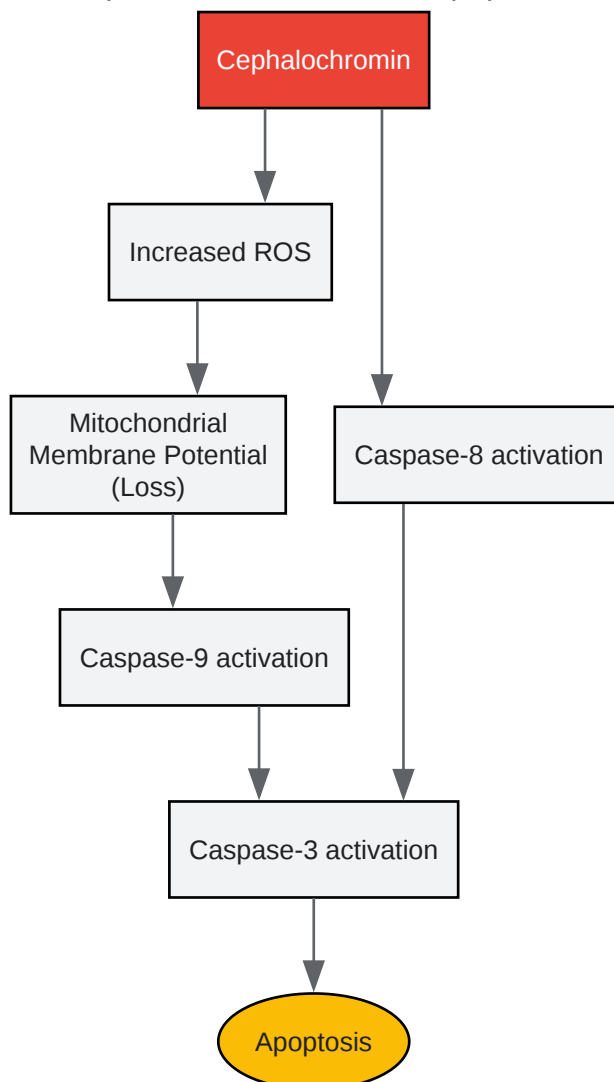 Cephalochromin
Increased ROS
Mitochondrial
Membrane Potential
(Loss)
Caspase-8 activation
Caspase-9 activation
Caspase-3 activation
Apoptosis